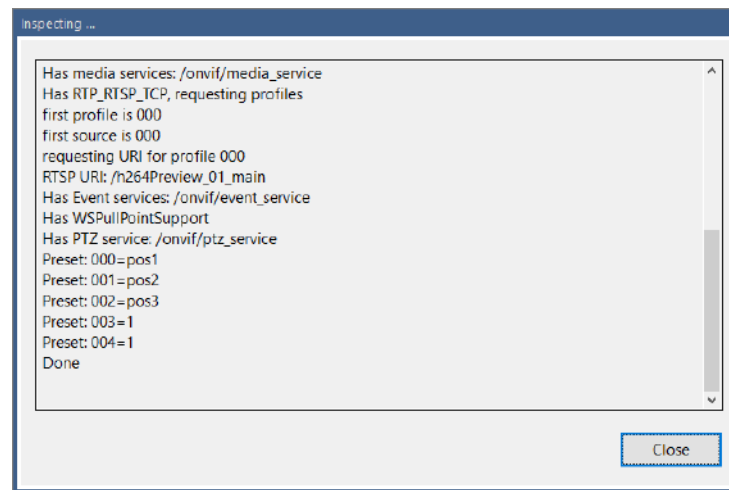 Inspecting ...
Has media services: /onvif/media_service
Has RTP_RTSP_TCP, requesting profiles
first profile is 000
first source is 000
requesting URI for profile 000
RTSP URI: /h264Preview_01_main
Has Event services: /onvif/event_service
Has WSPullPointSupport
Has PTZ service: /onvif/ptz_service
Preset: 000=pos1
Preset: 001=pos2
Preset: 002=pos3
Preset: 003=1
Preset: 004=1
Done
Close